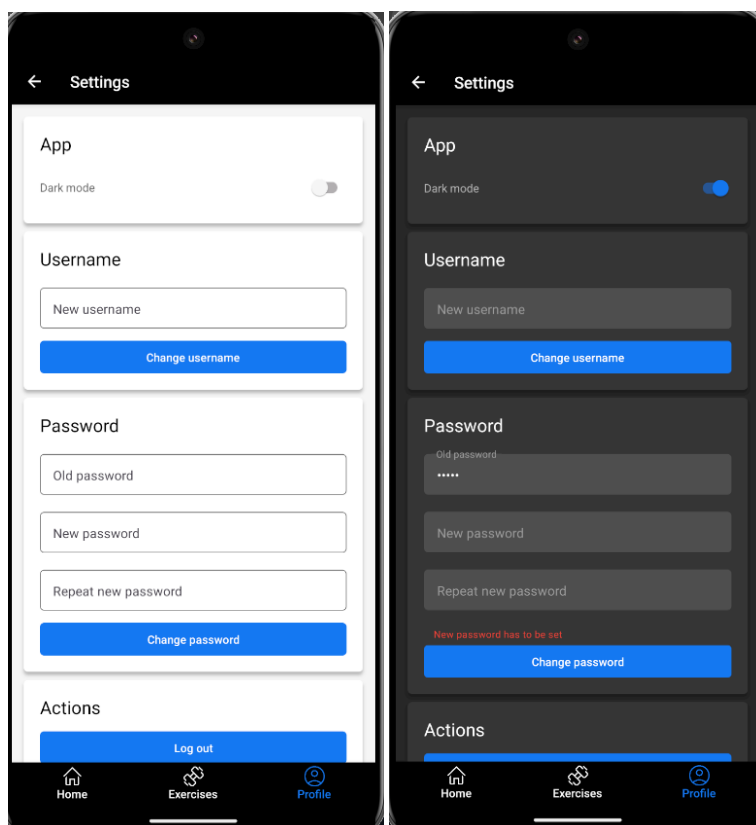 Settings
App
Dark mode
Username
New username
Change username
Password
Old password
New password
Repeat new password
Change password
Actions
Log out
Home Exercises Profile
Settings
App
Dark mode
Username
New username
Change username
Password
Old password
•••••
New password
Repeat new password
New password has to be set
Change password
Actions
Home Exercises Profile